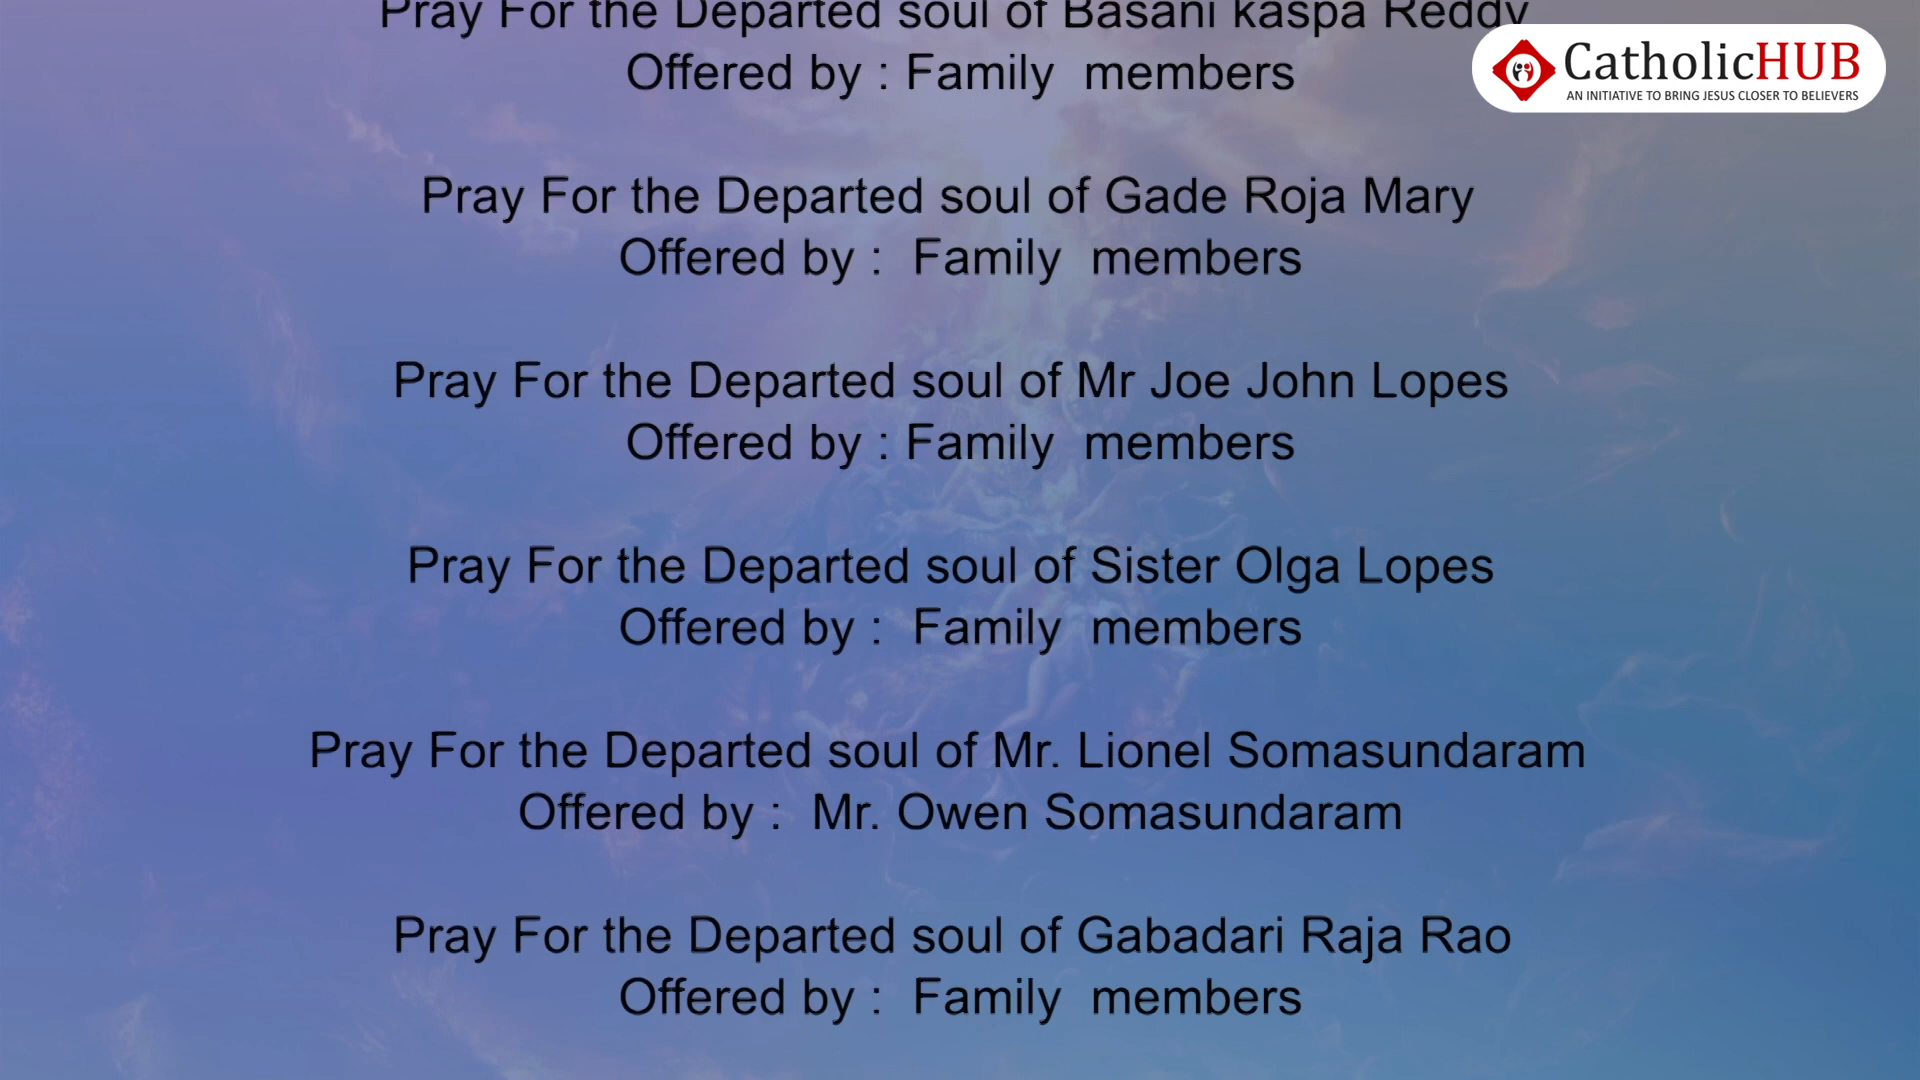 Pray For the Departed soul of Basani kaspa Reddy
Offered by : Family  members
CatholicHUB
AN INITIATIVE TO BRING JESUS CLOSER TO BELIEVERS
Pray For the Departed soul of Gade Roja Mary
Offered by :  Family  members
Pray For the Departed soul of Mr Joe John Lopes
Offered by : Family  members
Pray For the Departed soul of Sister Olga Lopes
Offered by :  Family  members
Pray For the Departed soul of Mr. Lionel Somasundaram
Offered by :  Mr. Owen Somasundaram
Pray For the Departed soul of Gabadari Raja Rao
Offered by :  Family  members